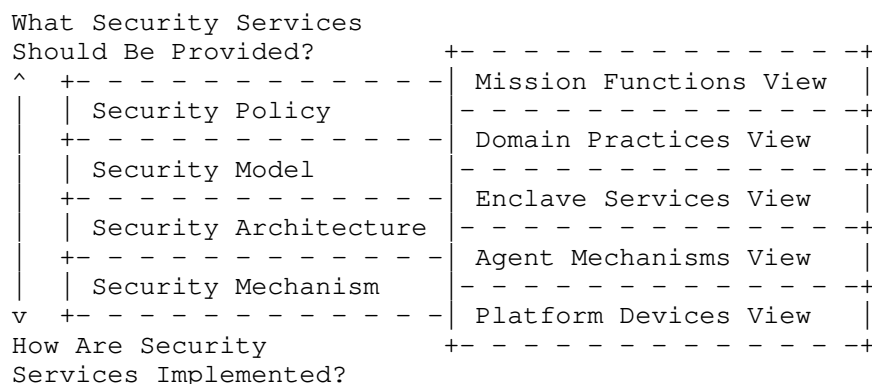 What Security Services
Should Be Provided?         +- - - - - - - - - - - - -+
^  +- - - - - - - - - - - -| Mission Functions View  |
|  | Security Policy       |- - - - - - - - - - - - -+
|  +- - - - - - - - - - - -| Domain Practices View   |
|  | Security Model        |- - - - - - - - - - - - -+
|  +- - - - - - - - - - - -| Enclave Services View   |
|  | Security Architecture |- - - - - - - - - - - - -+
|  +- - - - - - - - - - - -| Agent Mechanisms View   |
|  | Security Mechanism    |- - - - - - - - - - - - -+
v  +- - - - - - - - - - - -| Platform Devices View   |
How Are Security           +- - - - - - - - - - - - -+
Services Implemented?